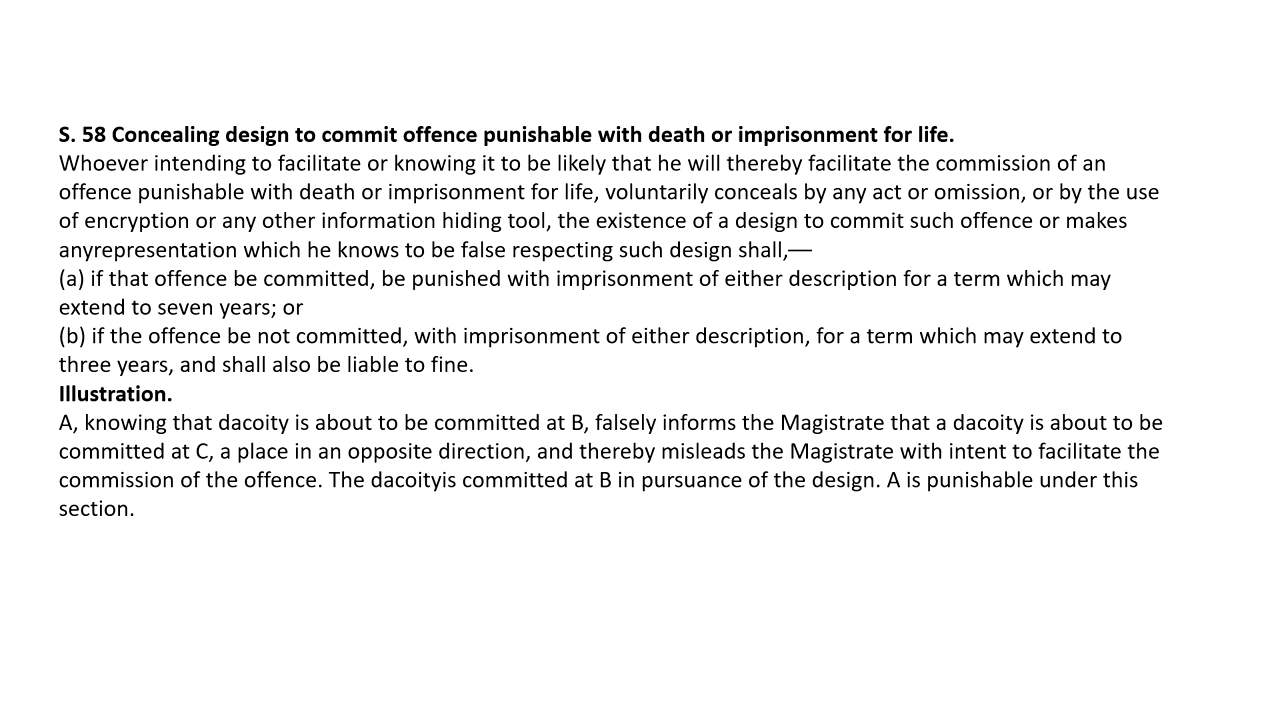 S. 58 Concealing design to commit offence punishable with death or imprisonment for life.
Whoever intending to facilitate or knowing it to be likely that he will thereby facilitate the commission of an
offence punishable with death or imprisonment for life, voluntarily conceals by any act or omission, or by the use
of encryption or any other information hiding tool, the existence of a design to commit such offence or makes
anyrepresentation which he knows to be false respecting such design shall,—
(a) if that offence be committed, be punished with imprisonment of either description for a term which may
extend to seven years; or
(b) if the offence be not committed, with imprisonment of either description, for a term which may extend to
three years, and shall also be liable to fine.
Illustration.
A, knowing that dacoity is about to be committed at B, falsely informs the Magistrate that a dacoity is about to be
committed at C, a place in an opposite direction, and thereby misleads the Magistrate with intent to facilitate the
commission of the offence. The dacoityis committed at B in pursuance of the design. A is punishable under this
section.